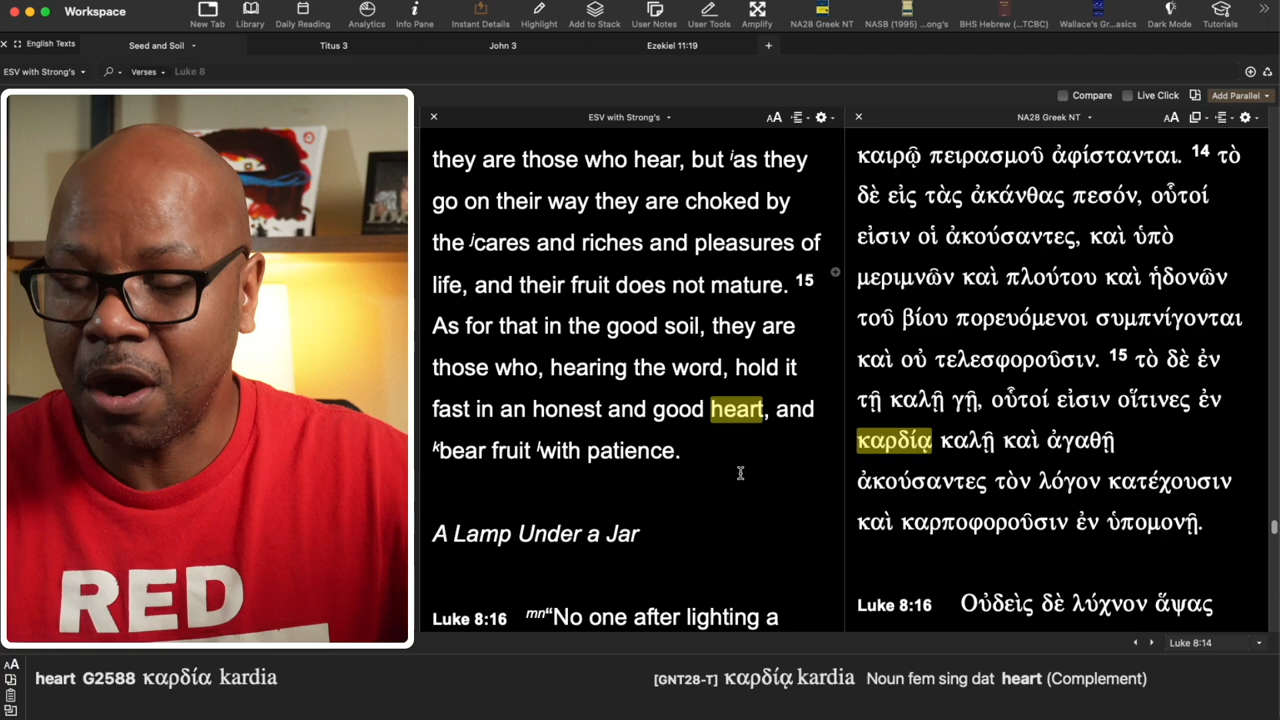 Workspace
New Tab
Library
Daily Reading
Analytics
Info Pane
Instant Details
Highlight
Add to Stack
User Notes
User Tools
Amplify
NA28 Greek NT
NASB (1995) ...ong's
BHS Hebrew (...TCBC)
Wallace's Gr...asics
Dark Mode
Tutorials
English Texts
Seed and Soil
Titus 3
John 3
Ezekiel 11:19
ESV with Strong's
Verses
Luke 8
Compare
Live Click
Add Parallel
ESV with Strong's
AA
they are those who hear, but ias they
go on their way they are choked by
the jcares and riches and pleasures of
life, and their fruit does not mature. 15
As for that in the good soil, they are
those who, hearing the word, hold it
fast in an honest and good heart, and
kbear fruit lwith patience.
A Lamp Under a Jar
Luke 8:16 mn“No one after lighting a
NA28 Greek NT
AA
καιρῷ πειρασμοῦ ἀφίστανται. 14 τὸ
δὲ εἰς τὰς ἀκάνθας πεσόν, οὗτοί
εἰσιν οἱ ἀκούσαντες, καὶ ὑπὸ
μεριμνῶν καὶ πλούτου καὶ ἡδονῶν
τοῦ βίου πορευόμενοι συμπνίγονται
καὶ οὐ τελεσφοροῦσιν. 15 τὸ δὲ ἐν
τῇ καλῇ γῇ, οὗτοί εἰσιν οἵτινες ἐν
καρδίᾳ καλῇ καὶ ἀγαθῇ
ἀκούσαντες τὸν λόγον κατέχουσιν
καὶ καρποφοροῦσιν ἐν ὑπομονῇ.
Luke 8:16 Οὐδεὶς δὲ λύχνον ἅψας
Luke 8:14
RED
AA
heart G2588 καρδία kardia
[GNT28-T] καρδίᾳ kardia Noun fem sing dat heart (Complement)